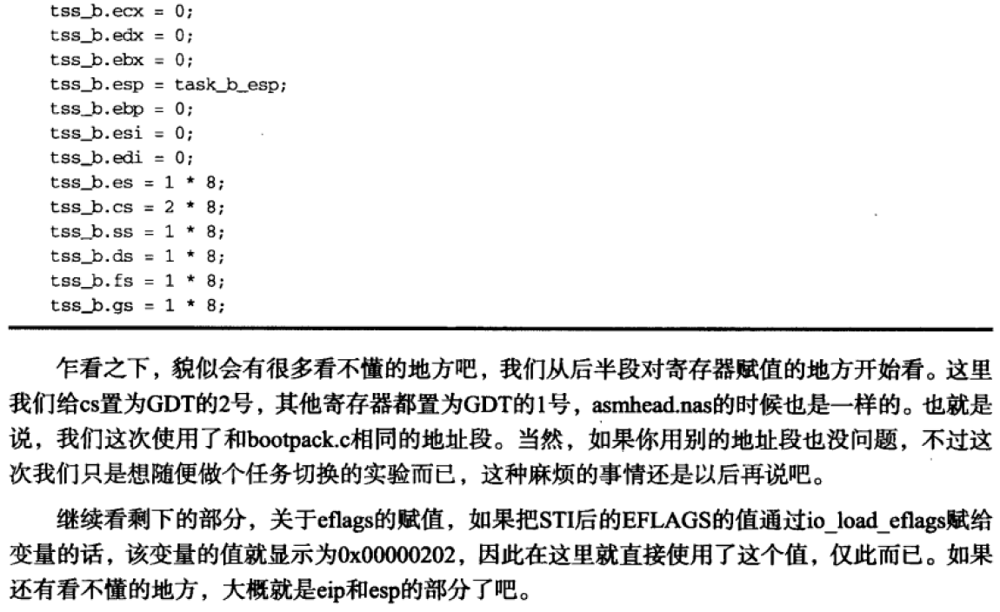 tss_b.ecx = 0;
tss_b.edx = 0;
tss_b.ebx = 0;
tss_b.esp = task_b_esp;
tss_b.ebp = 0;
tss_b.esi = 0;
tss_b.edi = 0;
tss_b.es = 1 * 8;
tss_b.cs = 2 * 8;
tss_b.ss = 1 * 8;
tss_b.ds = 1 * 8;
tss_b.fs = 1 * 8;
tss_b.gs = 1 * 8;
乍看之下，貌似会有很多看不懂的地方吧，我们从后半段对寄存器赋值的地方开始看。这里
我们给cs置为GDT的2号，其他寄存器都置为GDT的1号，asmhead.nas的时候也是一样的。也就是
说，我们这次使用了和bootpack.c相同的地址段。当然，如果你用别的地址段也没问题，不过这
次我们只是想随便做个任务切换的实验而已，这种麻烦的事情还是以后再说吧。
继续看剩下的部分，关于eflags的赋值，如果把STI后的EFLAGS的值通过io_load_eflags赋给
变量的话，该变量的值就显示为0x00000202，因此在这里就直接使用了这个值，仅此而已。如果
还有看不懂的地方，大概就是eip和esp的部分了吧。